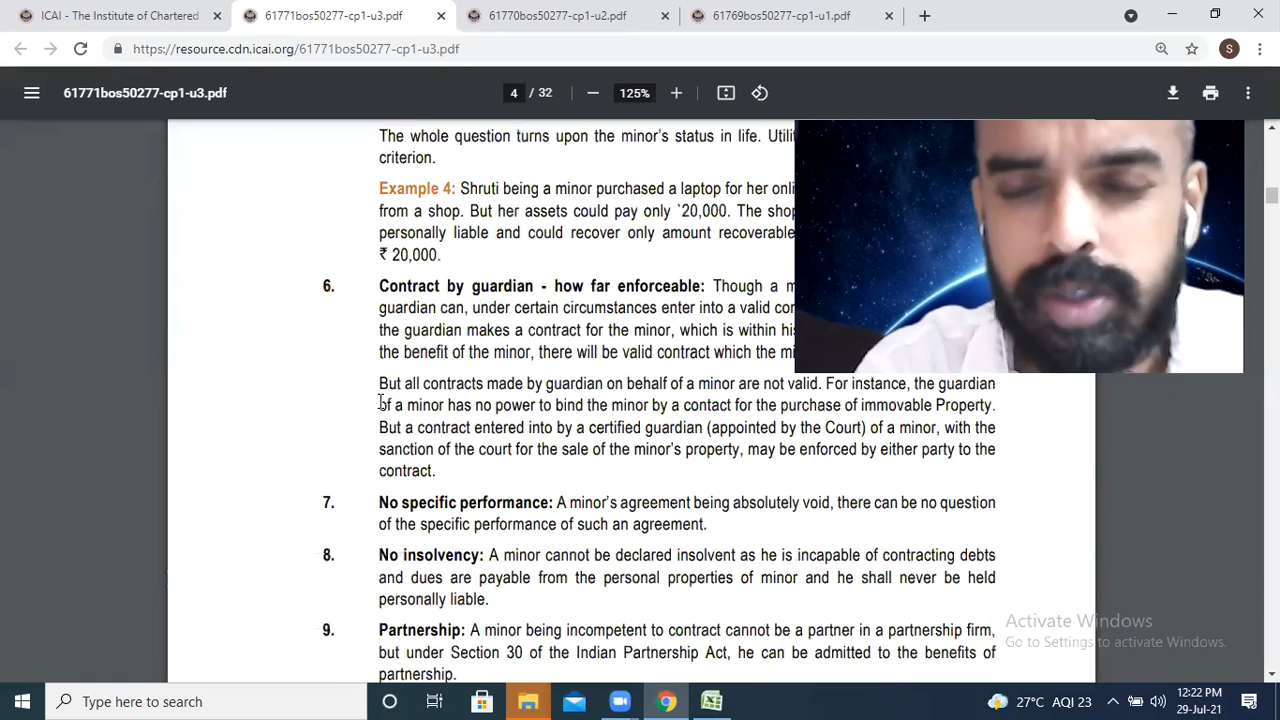 ICAI - The Institute of Chartered
61771bos50277-cp1-u3.pdf
61770bos50277-cp1-u2.pdf
61769bos50277-cp1-u1.pdf
https://resource.cdn.icai.org/61771bos50277-cp1-u3.pdf
S
61771bos50277-cp1-u3.pdf
4 / 32
125%
The whole question turns upon the minor's status in life. Utili
criterion.
Example 4: Shruti being a minor purchased a laptop for her onli
from a shop. But her assets could pay only `20,000. The shop
personally liable and could recover only amount recoverable
₹ 20,000.
6. Contract by guardian - how far enforceable: Though a m
guardian can, under certain circumstances enter into a valid con
the guardian makes a contract for the minor, which is within his
the benefit of the minor, there will be valid contract which the mi
But all contracts made by guardian on behalf of a minor are not valid. For instance, the guardian
of a minor has no power to bind the minor by a contact for the purchase of immovable Property.
But a contract entered into by a certified guardian (appointed by the Court) of a minor, with the
sanction of the court for the sale of the minor's property, may be enforced by either party to the
contract.
7. No specific performance: A minor's agreement being absolutely void, there can be no question
of the specific performance of such an agreement.
8. No insolvency: A minor cannot be declared insolvent as he is incapable of contracting debts
and dues are payable from the personal properties of minor and he shall never be held
personally liable.
9. Partnership: A minor being incompetent to contract cannot be a partner in a partnership firm,
but under Section 30 of the Indian Partnership Act, he can be admitted to the benefits of
partnership.
Activate Windows
Go to Settings to activate Windows.
Type here to search
27°C AQI 23
12:22 PM
29-Jul-21